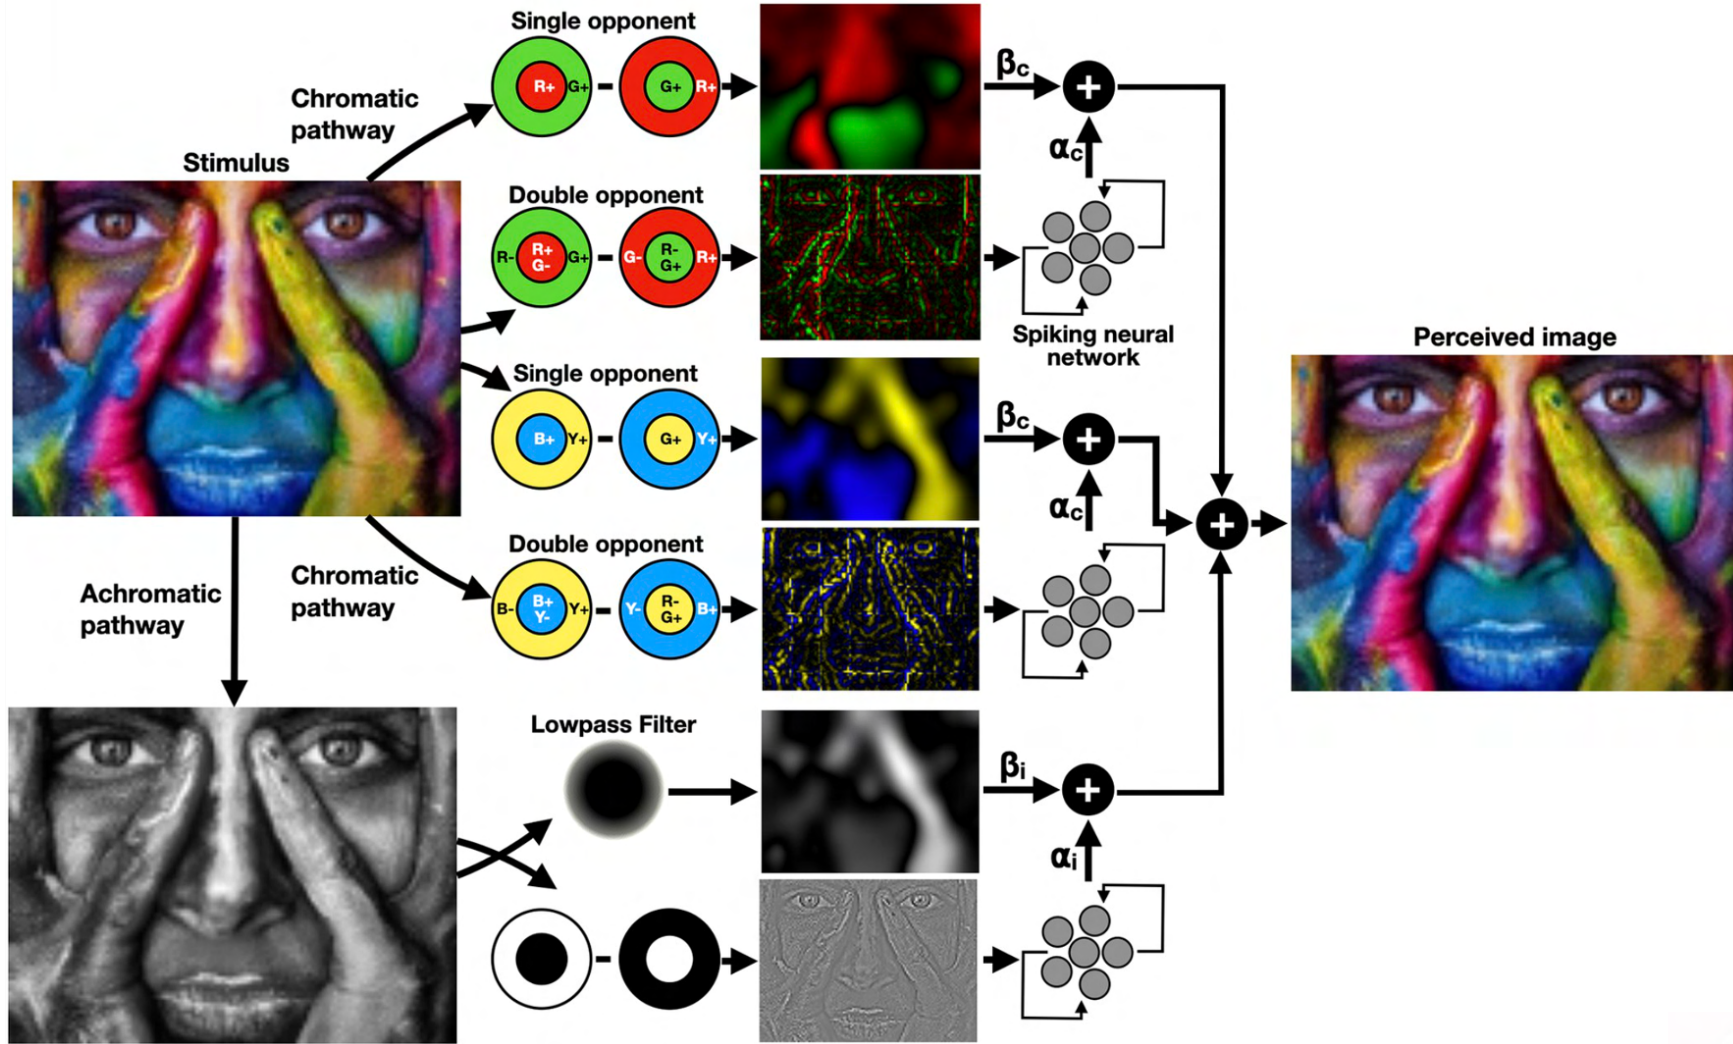 Single opponent
R+ G+ – G+ R+
βc
Chromatic
pathway
αc
Stimulus
Double opponent
R- R+ G+ – G- R- R+
G- G+
Spiking neural
network
Perceived image
Single opponent
B+ Y+ – G+ Y+
βc
αc
Double opponent
B- B+ Y+ – Y- R- B+
Y- G+
Achromatic
pathway
Chromatic
pathway
Lowpass Filter
βi
αi